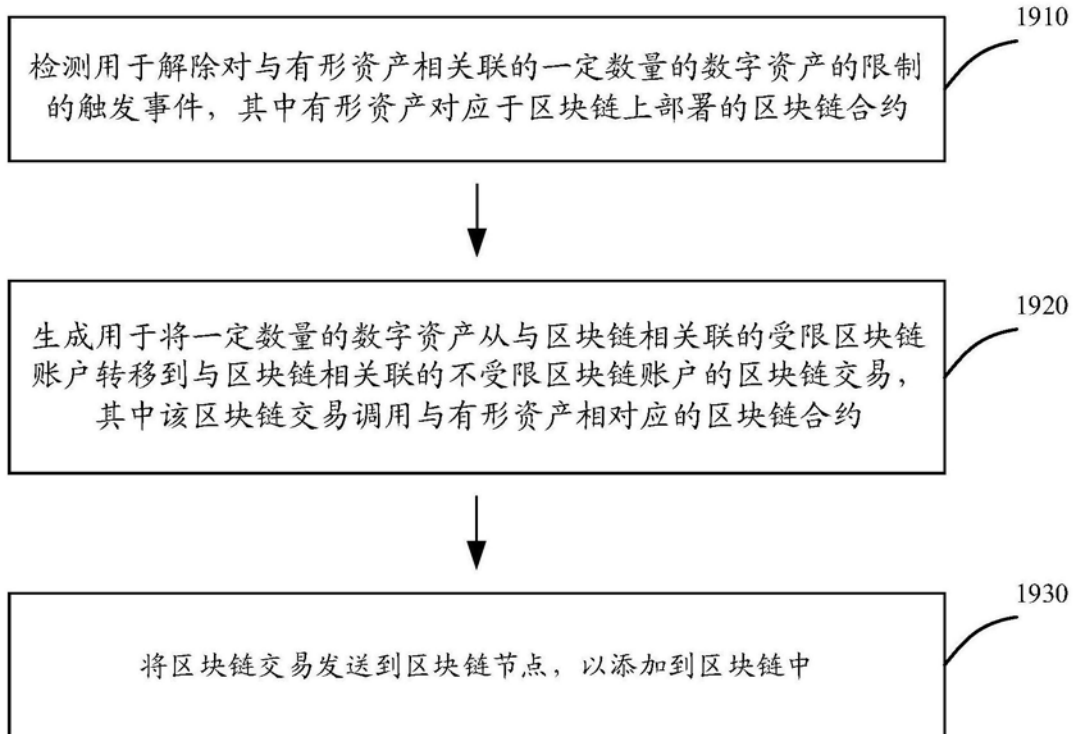 1910
检测用于解除对与有形资产相关联的一定数量的数字资产的限制
的触发事件，其中有形资产对应于区块链上部署的区块链合约
1920
生成用于将一定数量的数字资产从与区块链相关联的受限区块链
账户转移到与区块链相关联的不受限区块链账户的区块链交易，
其中该区块链交易调用与有形资产相对应的区块链合约
1930
将区块链交易发送到区块链节点，以添加到区块链中